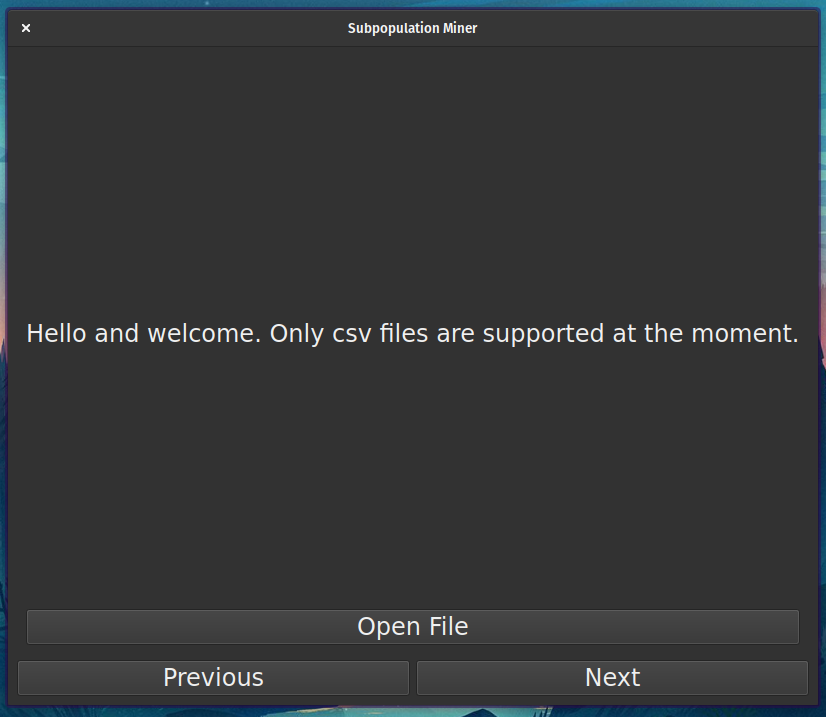 Subpopulation Miner
Hello and welcome. Only csv files are supported at the moment.
Open File
Previous
Next